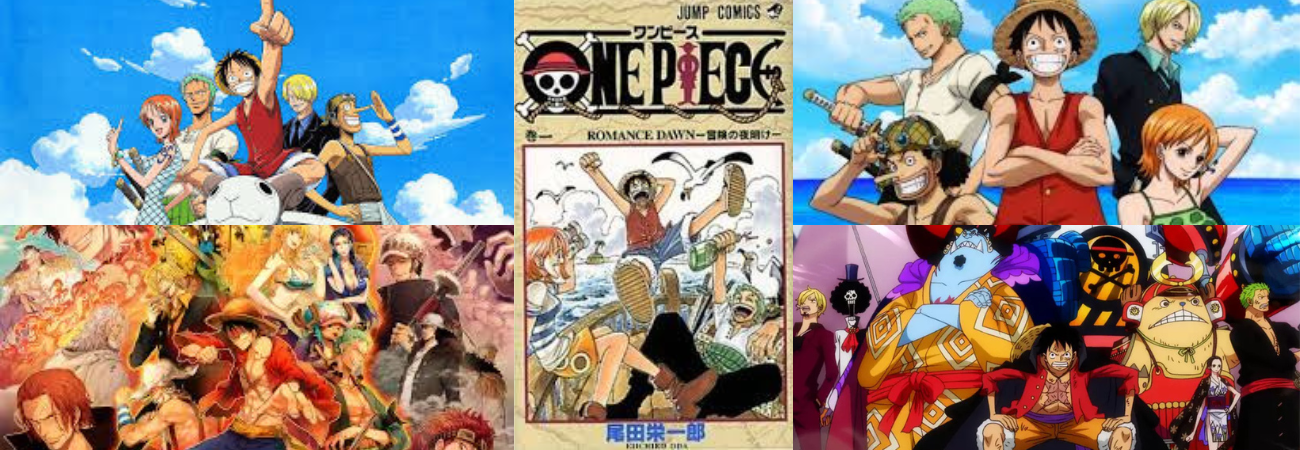 JUMP COMICS
ワンピース
ONE PIECE
巻一 ROMANCE DAWN—冒険の夜明け—
尾田栄一郎
EIICHIRO ODA